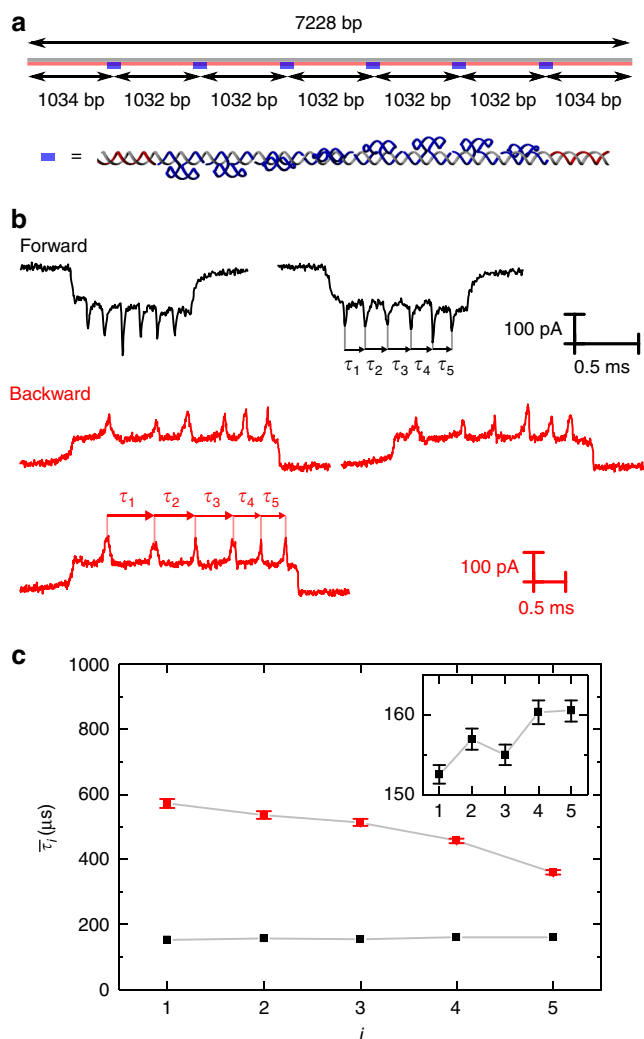 a
7228 bp
1034 bp 1032 bp 1032 bp 1032 bp 1032 bp 1032 bp 1034 bp
=
b
Forward
τ1 τ2 τ3 τ4 τ5
100 pA
0.5 ms
Backward
τ1 τ2 τ3 τ4 τ5
100 pA
0.5 ms
c
1000
800
600
400
200
0
τ̅i (µs)
160
150
1 2 3 4 5
1 2 3 4 5
i